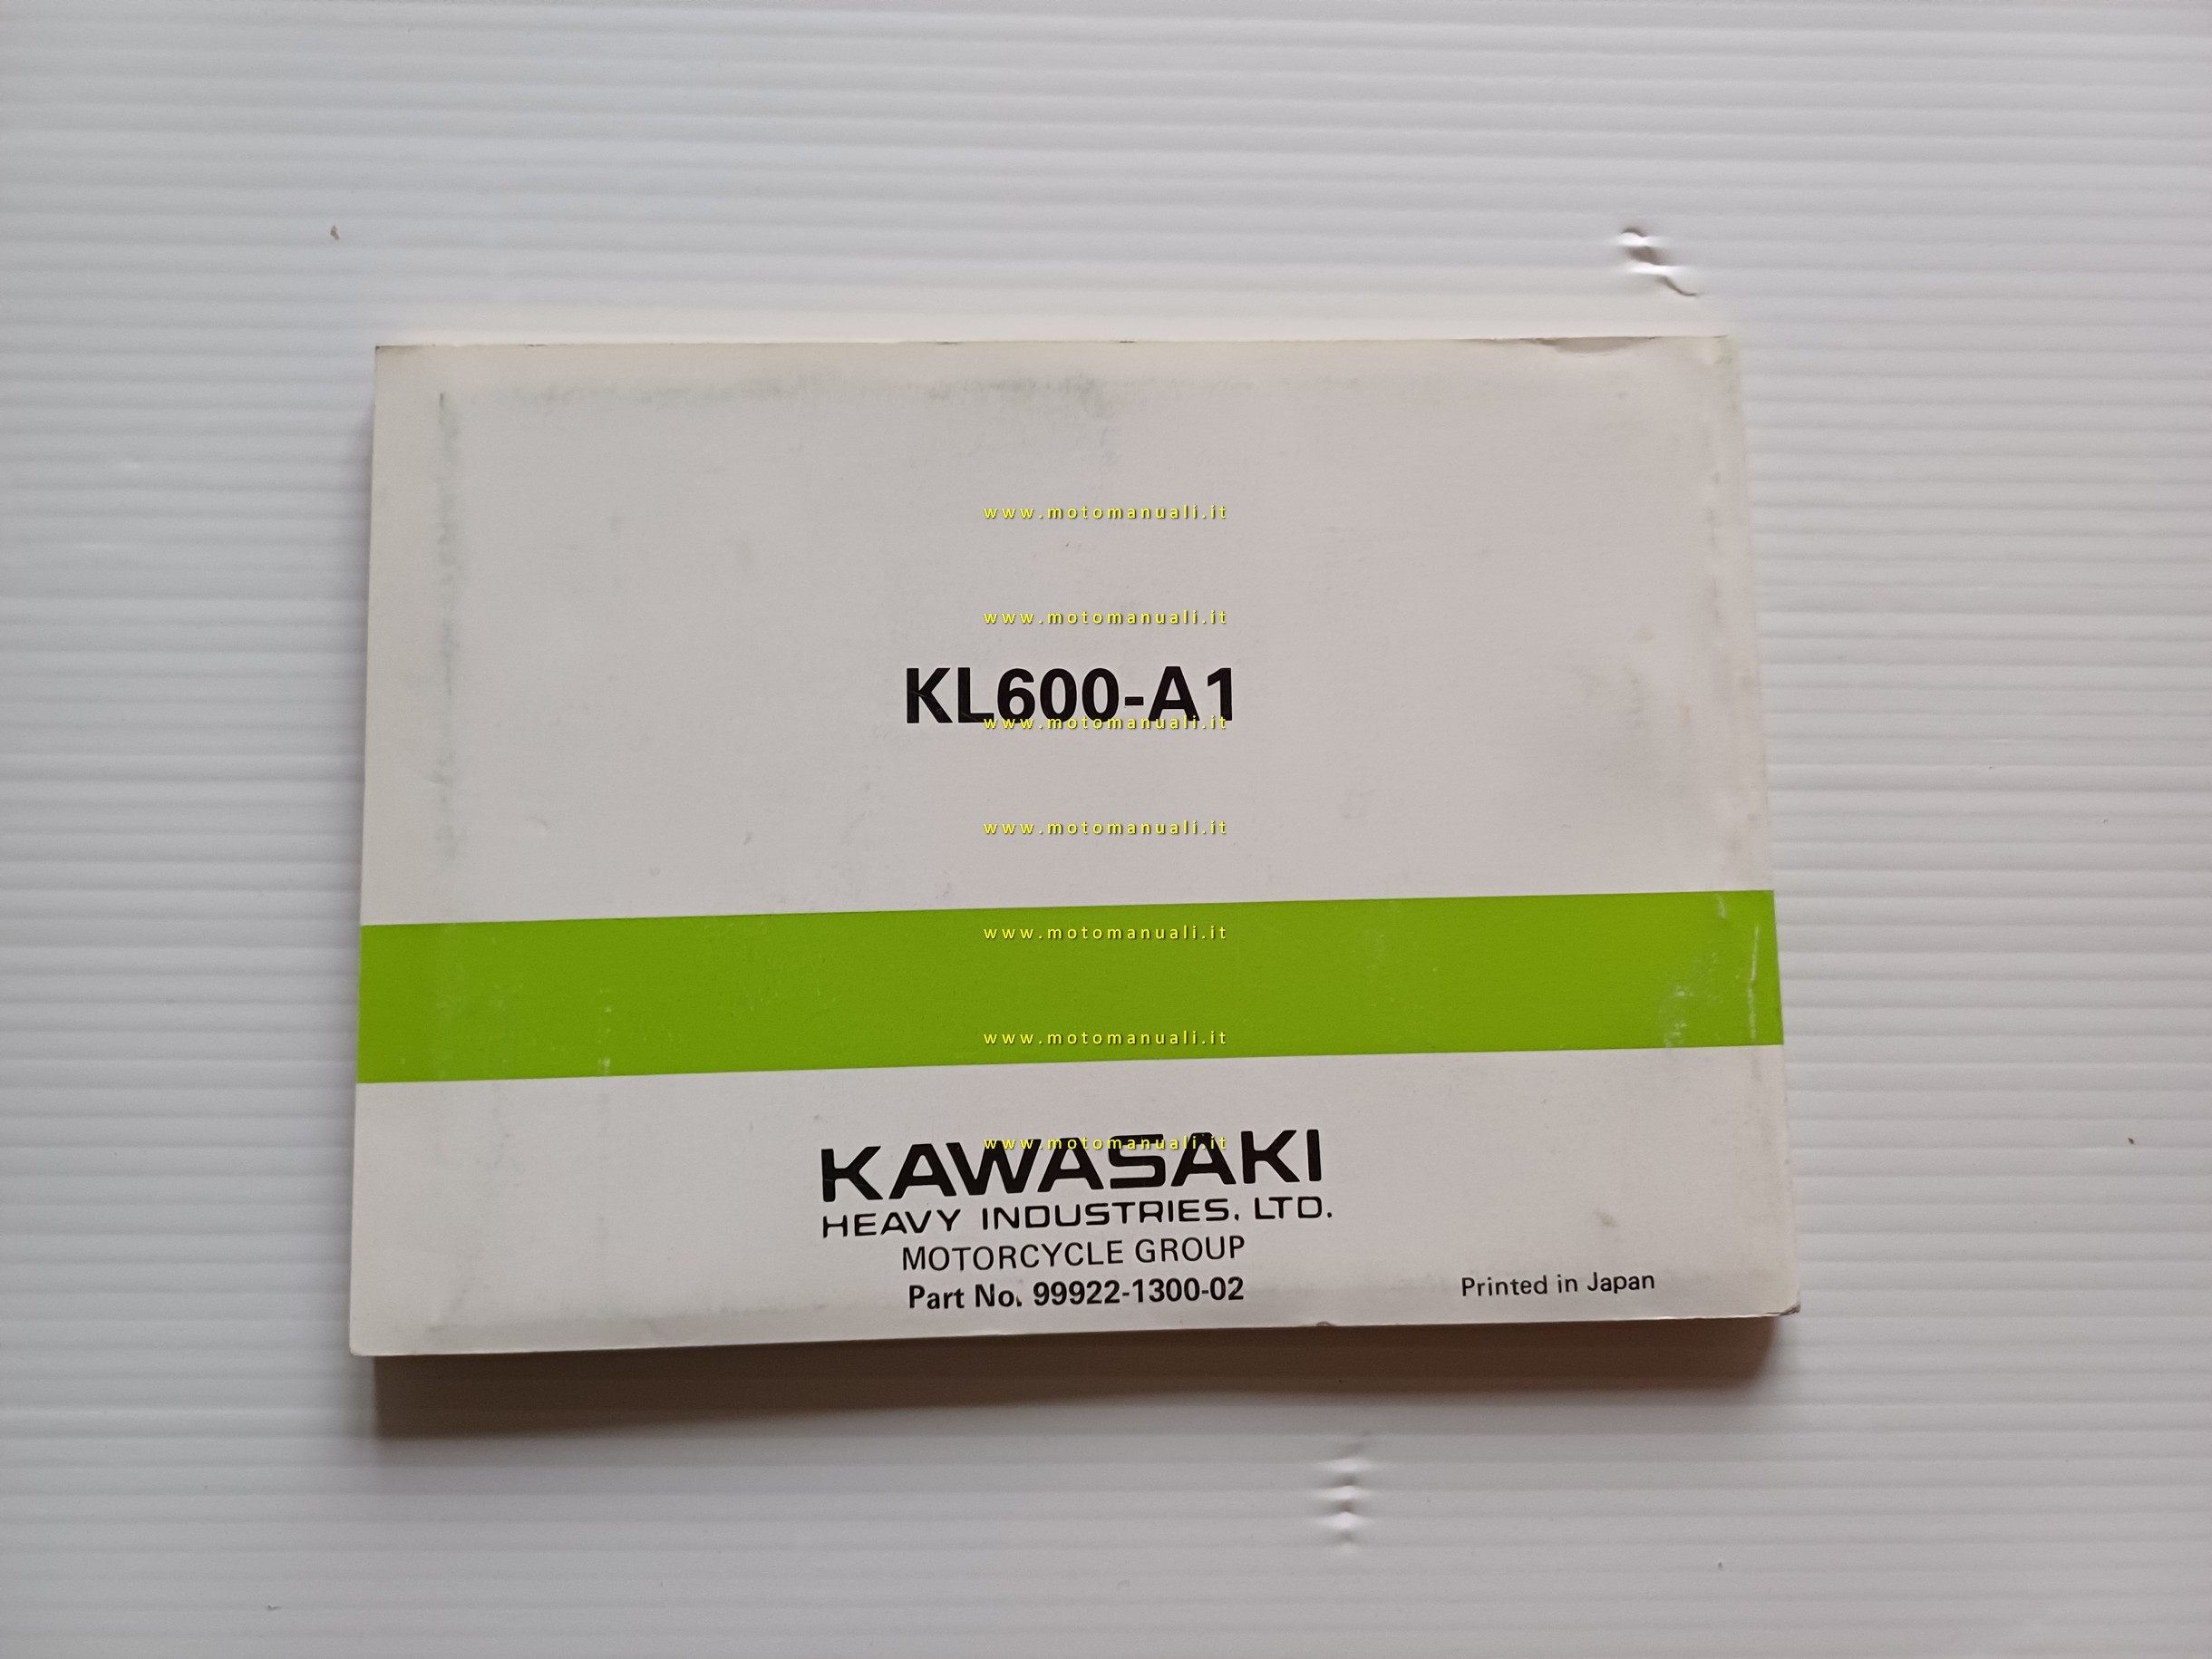 www.motomanuali.it
www.motomanuali.it
KL600-A1
www.motomanuali.it
www.motomanuali.it
www.motomanuali.it
www.motomanuali.it
www.motomanuali.it
KAWASAKI
HEAVY INDUSTRIES, LTD.
MOTORCYCLE GROUP
Part No. 99922-1300-02
Printed in Japan